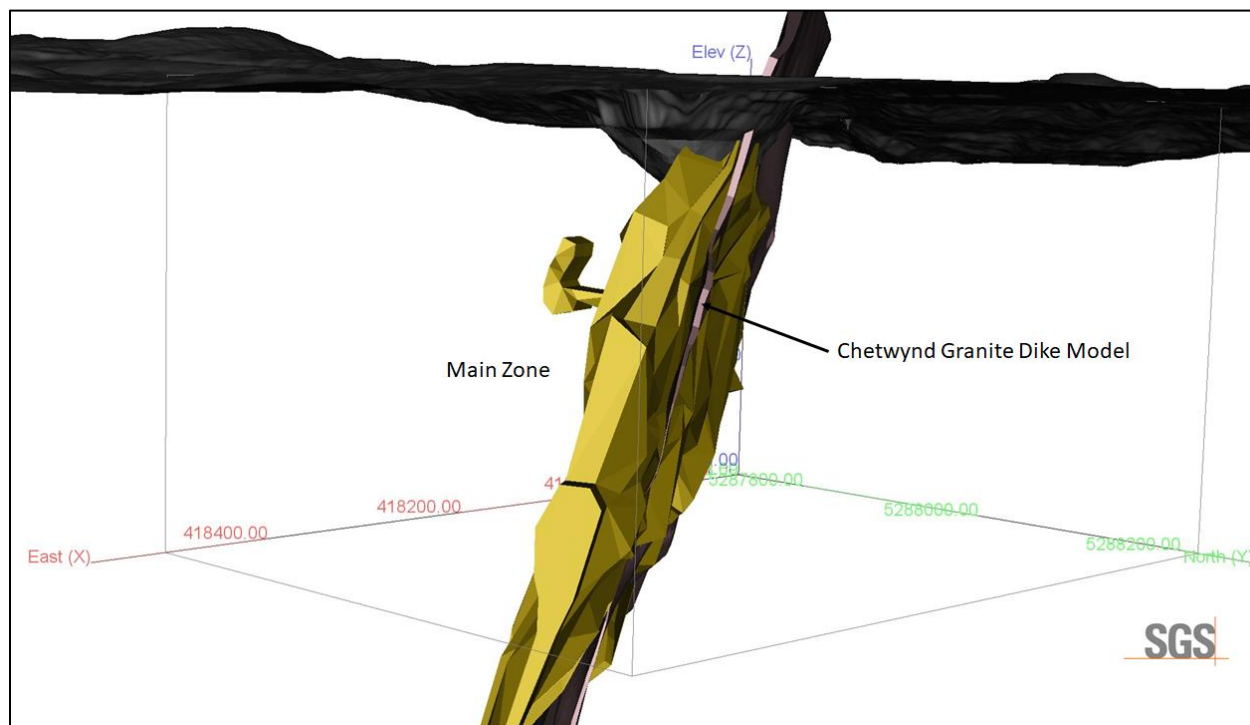 Elev (Z)
Chetwynd Granite Dike Model
Main Zone
5287800.00
418200.00
5288000.00
418400.00
5288200.00
East (X)
North (Y)
SGS